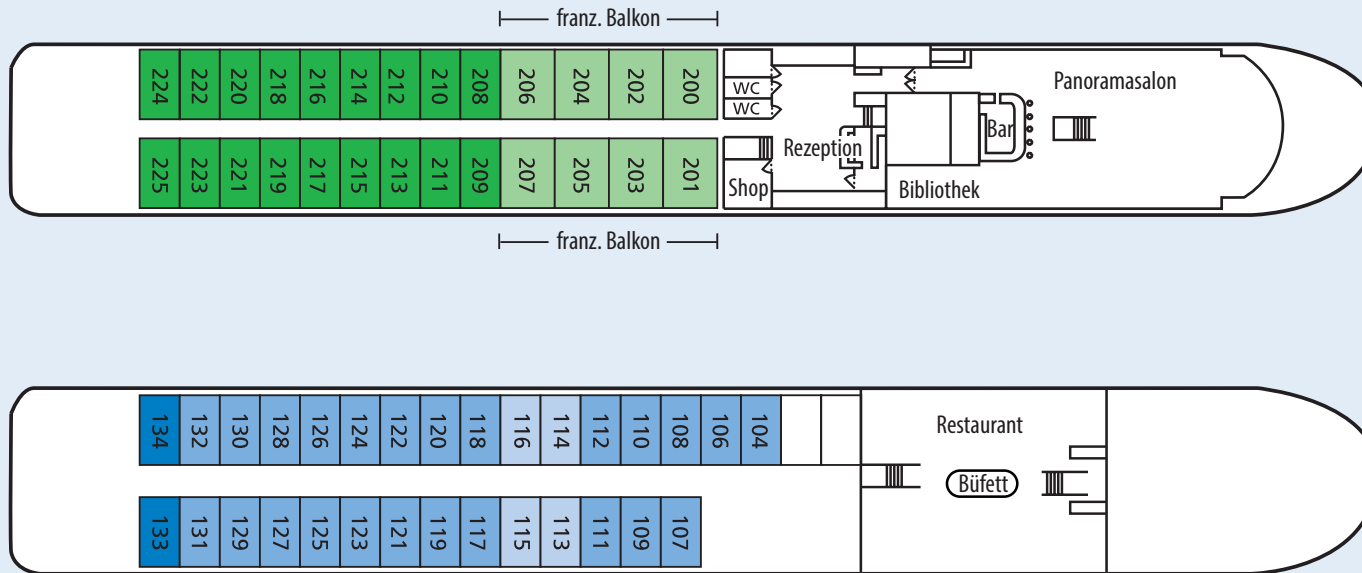 franz. Balkon
224 222 220 218 216 214 212 210 208 206 204 202 200
WC
WC
Panoramasalon
Bar
Rezeption
Shop
Bibliothek
225 223 221 219 217 215 213 211 209 207 205 203 201
franz. Balkon
134 132 130 128 126 124 122 120 118 116 114 112 110 108 106 104
Restaurant
Büfett
133 131 129 127 125 123 121 119 117 115 113 111 109 107